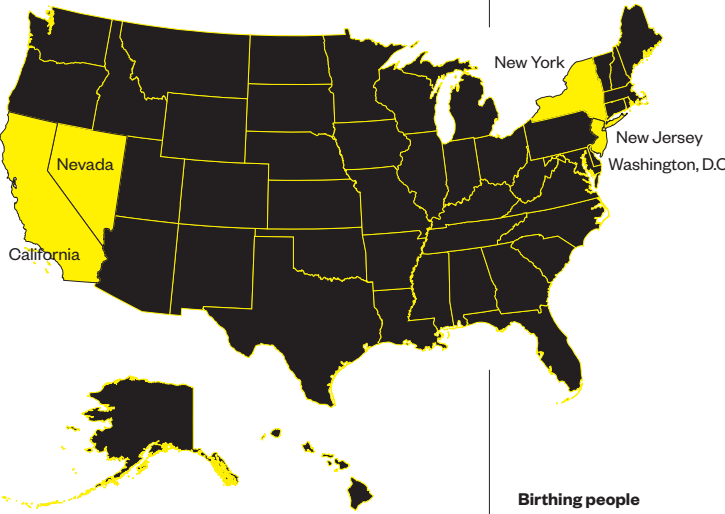 New York
New Jersey
Nevada
Washington, D.C
California
Birthing people